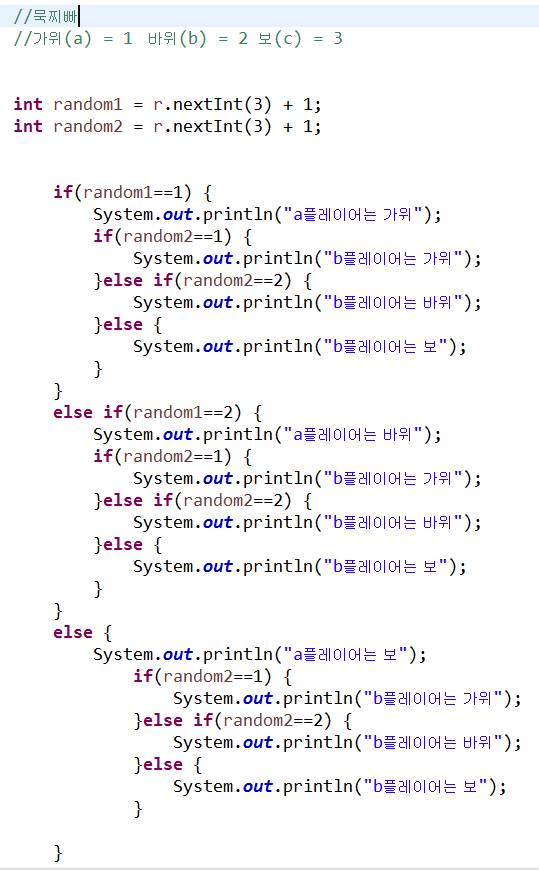 //묵찌빠
//가위(a) = 1 바위(b) = 2 보(c) = 3
int random1 = r.nextInt(3) + 1;
int random2 = r.nextInt(3) + 1;
if(random1==1) {
System.out.println("a플레이어는 가위");
if(random2==1) {
System.out.println("b플레이어는 가위");
}else if(random2==2) {
System.out.println("b플레이어는 바위");
}else {
System.out.println("b플레이어는 보");
}
}
else if(random1==2) {
System.out.println("a플레이어는 바위");
if(random2==1) {
System.out.println("b플레이어는 가위");
}else if(random2==2) {
System.out.println("b플레이어는 바위");
}else {
System.out.println("b플레이어는 보");
}
}
else {
System.out.println("a플레이어는 보");
if(random2==1) {
System.out.println("b플레이어는 가위");
}else if(random2==2) {
System.out.println("b플레이어는 바위");
}else {
System.out.println("b플레이어는 보");
}
}